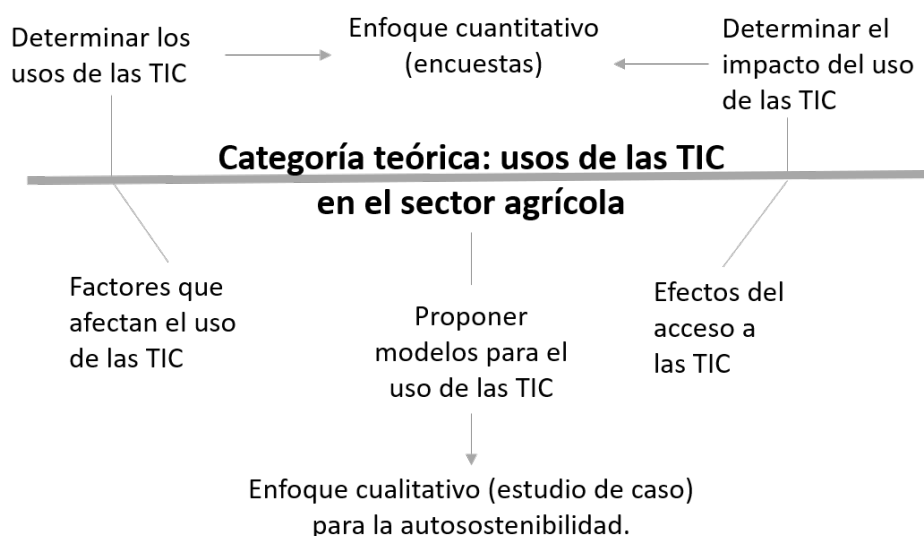 Determinar los
usos de las TIC
Enfoque cuantitativo
(encuestas)
Determinar el
impacto del uso
de las TIC
Categoría teórica: usos de las TIC
en el sector agrícola
Factores que
afectan el uso
de las TIC
Proponer
modelos para el
uso de las TIC
Efectos del
acceso a
las TIC
Enfoque cualitativo (estudio de caso)
para la autosostenibilidad.